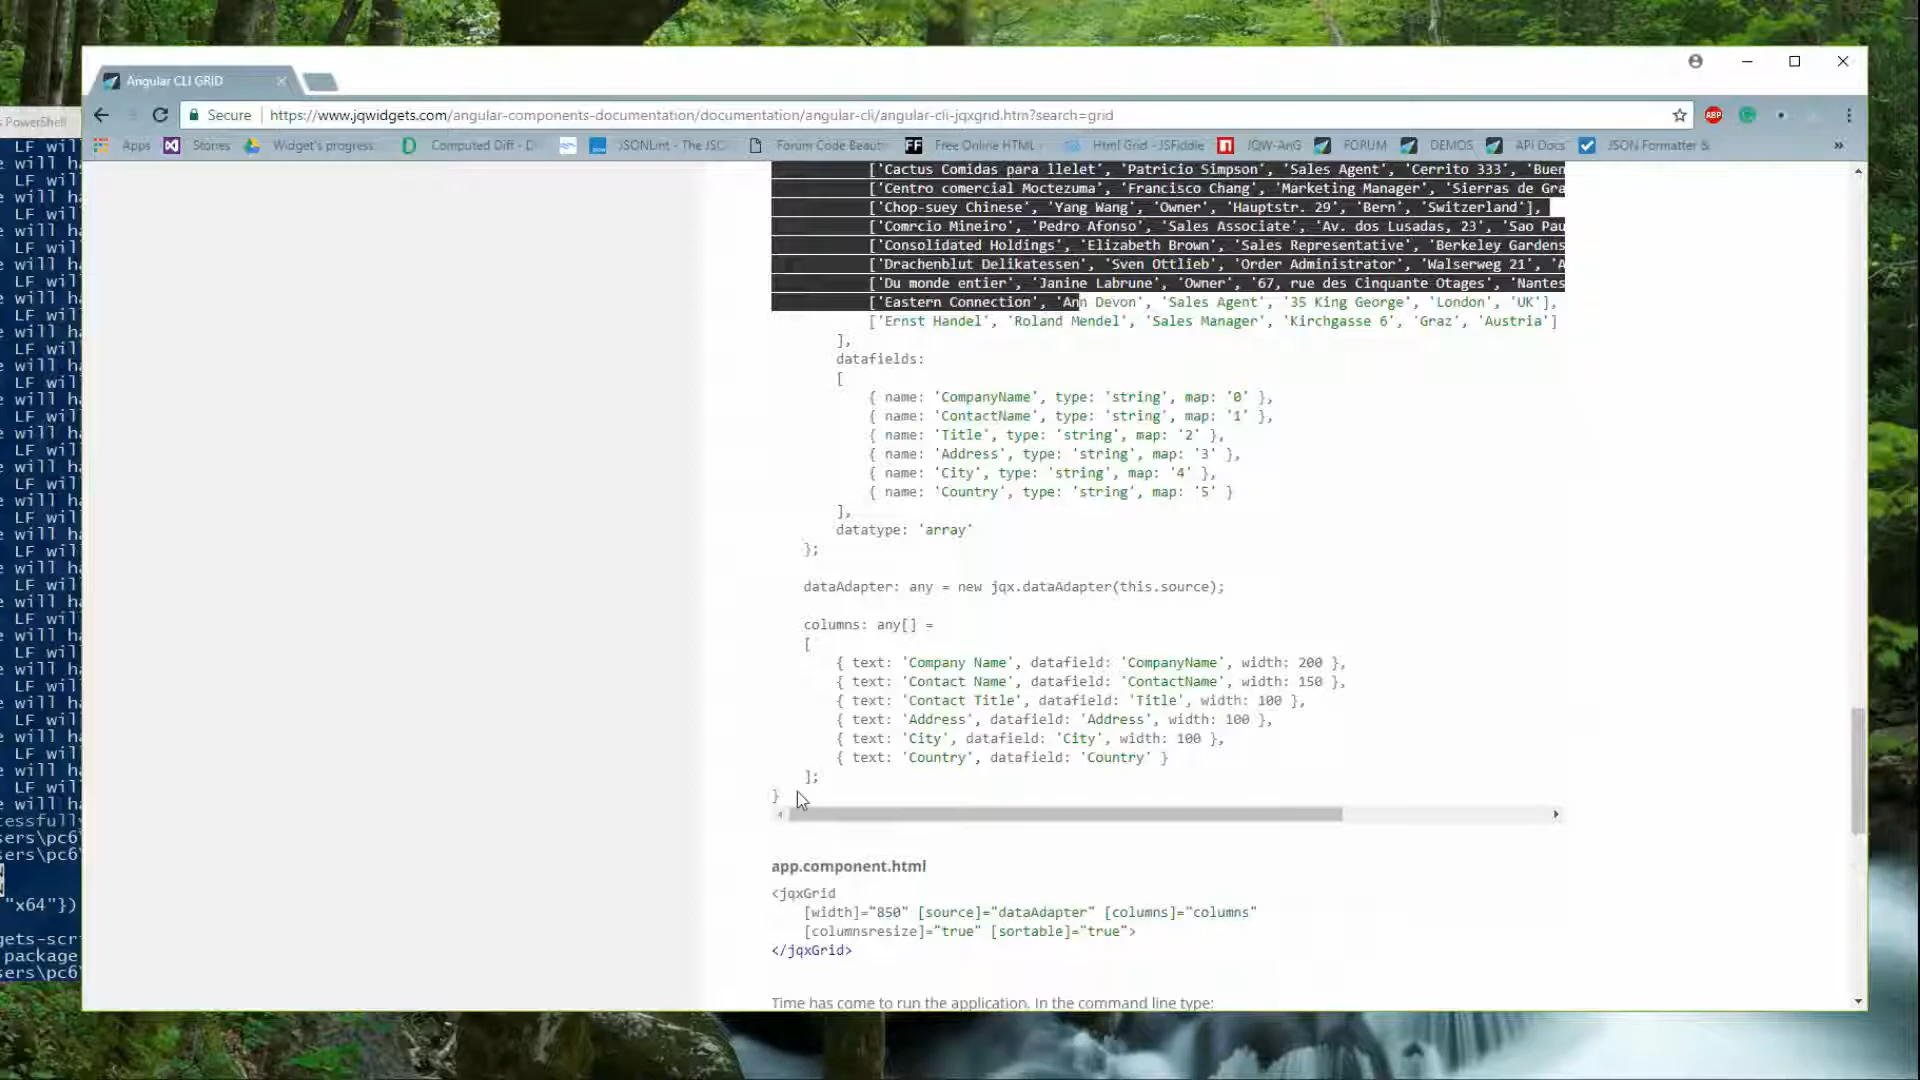 Angular CLI GRID
s PowerShell
Secure https://www.jqwidgets.com/angular-components-documentation/documentation/angular-cli/angular-cli-jqxgrid.htm?search=grid
ABP
Apps Stories Widget's progress Computed Diff - D JSONLint - The JSC Forum Code Beaut FF Free Online HTML Html Grid - JSFiddle JQW-AnG FORUM DEMOS API Docs JSON Formatter & »
['Cactus Comidas para llelet', 'Patricio Simpson', 'Sales Agent', 'Cerrito 333', 'Buen
['Centro comercial Moctezuma', 'Francisco Chang', 'Marketing Manager', 'Sierras de Gra
['Chop-suey Chinese', 'Yang Wang', 'Owner', 'Hauptstr. 29', 'Bern', 'Switzerland'],
['Comrcio Mineiro', 'Pedro Afonso', 'Sales Associate', 'Av. dos Lusadas, 23', 'Sao Pau
['Consolidated Holdings', 'Elizabeth Brown', 'Sales Representative', 'Berkeley Gardens
['Drachenblut Delikatessen', 'Sven Ottlieb', 'Order Administrator', 'Walserweg 21', 'A
['Du monde entier', 'Janine Labrune', 'Owner', '67, rue des Cinquante Otages', 'Nantes
['Eastern Connection', 'Ann Devon', 'Sales Agent', '35 King George', 'London', 'UK'],
['Ernst Handel', 'Roland Mendel', 'Sales Manager', 'Kirchgasse 6', 'Graz', 'Austria']
],
datafields:
[
{ name: 'CompanyName', type: 'string', map: '0' },
{ name: 'ContactName', type: 'string', map: '1' },
{ name: 'Title', type: 'string', map: '2' },
{ name: 'Address', type: 'string', map: '3' },
{ name: 'City', type: 'string', map: '4' },
{ name: 'Country', type: 'string', map: '5' }
],
datatype: 'array'
};
dataAdapter: any = new jqx.dataAdapter(this.source);
columns: any[] =
[
{ text: 'Company Name', datafield: 'CompanyName', width: 200 },
{ text: 'Contact Name', datafield: 'ContactName', width: 150 },
{ text: 'Contact Title', datafield: 'Title', width: 100 },
{ text: 'Address', datafield: 'Address', width: 100 },
{ text: 'City', datafield: 'City', width: 100 },
{ text: 'Country', datafield: 'Country' }
];
}
app.component.html
<jqxGrid
[width]="850" [source]="dataAdapter" [columns]="columns"
[columnsresize]="true" [sortable]="true">
</jqxGrid>
Time has come to run the application. In the command line type:
"x64"})
gets-scr
package
sers\pc6\